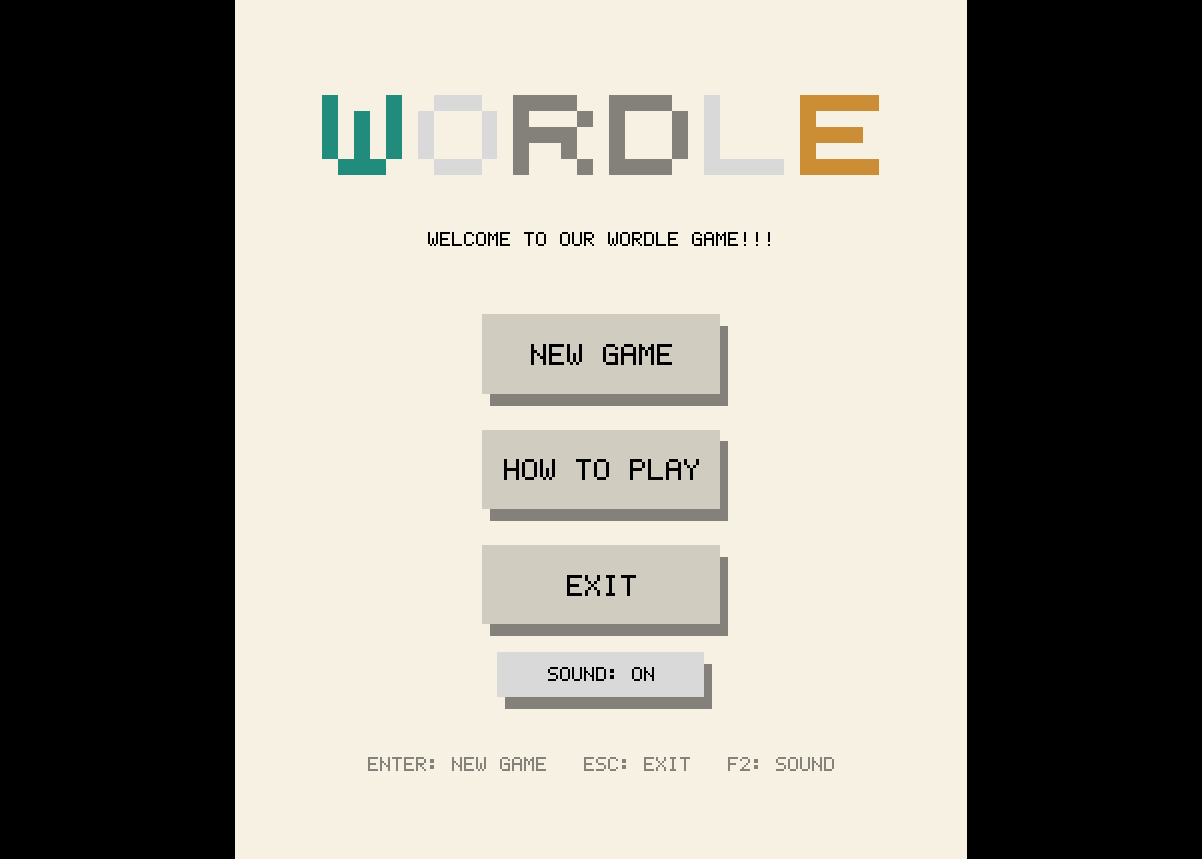 WORDLE
WELCOME TO OUR WORDLE GAME!!!
NEW GAME
HOW TO PLAY
EXIT
SOUND: ON
ENTER: NEW GAME   ESC: EXIT   F2: SOUND